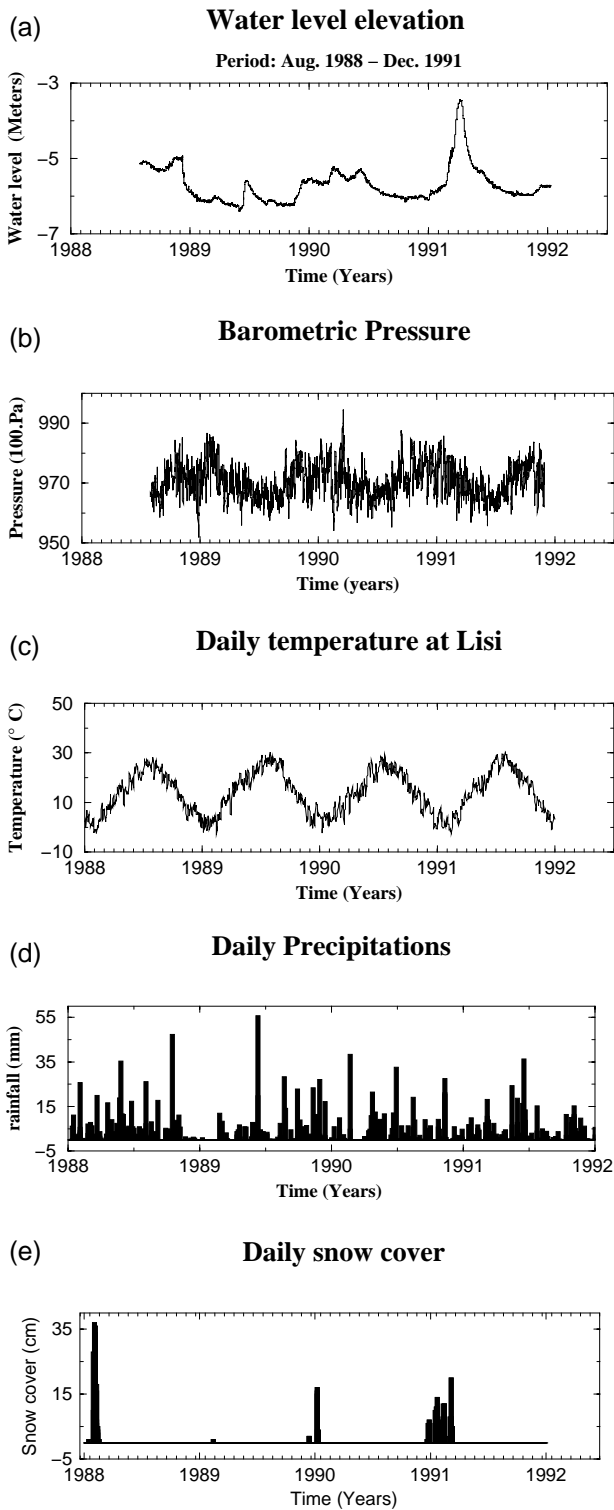 (a)
Water level elevation
Period: Aug. 1988 – Dec. 1991
−3
−5
−7
Water level (Meters)
1988 1989 1990 1991 1992
Time (Years)
(b)
Barometric Pressure
990
970
950
Pressure (100.Pa)
1988 1989 1990 1991 1992
Time (years)
(c)
Daily temperature at Lisi
50
30
10
−10
Temperature (° C)
1988 1989 1990 1991 1992
Time (Years)
(d)
Daily Precipitations
55
35
15
−5
rainfall (mm)
1988 1989 1990 1991 1992
Time (Years)
(e)
Daily snow cover
35
15
−5
Snow cover (cm)
1988 1989 1990 1991 1992
Time (Years)